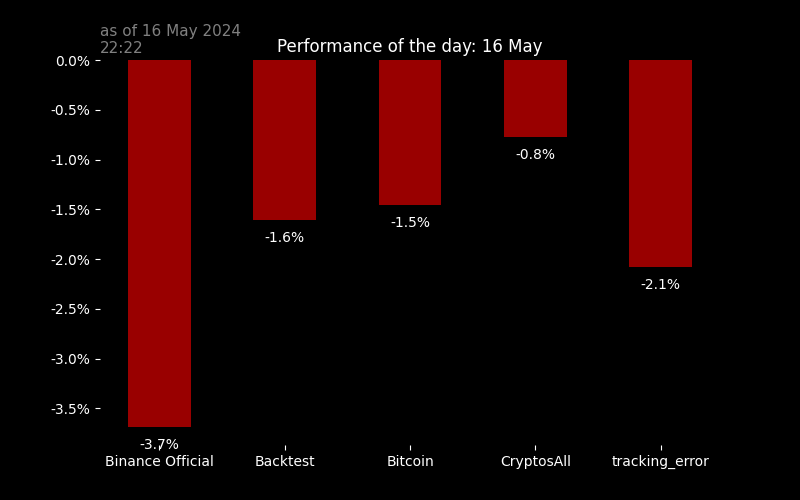 as of 16 May 2024
22:22
Performance of the day: 16 May
0.0%
-0.5%
-1.0%
-1.5%
-2.0%
-2.5%
-3.0%
-3.5%
-3.7%
-1.6%
-1.5%
-0.8%
-2.1%
Binance Official
Backtest
Bitcoin
CryptosAll
tracking_error